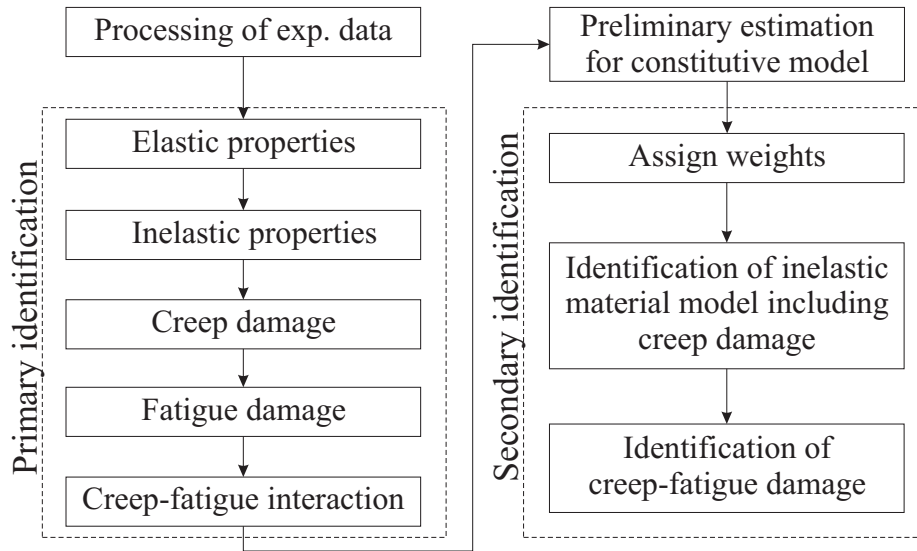 Processing of exp. data
Primary identification
Elastic properties
Inelastic properties
Creep damage
Fatigue damage
Creep-fatigue interaction
Preliminary estimation
for constitutive model
Secondary identification
Assign weights
Identification of inelastic
material model including
creep damage
Identification of
creep-fatigue damage